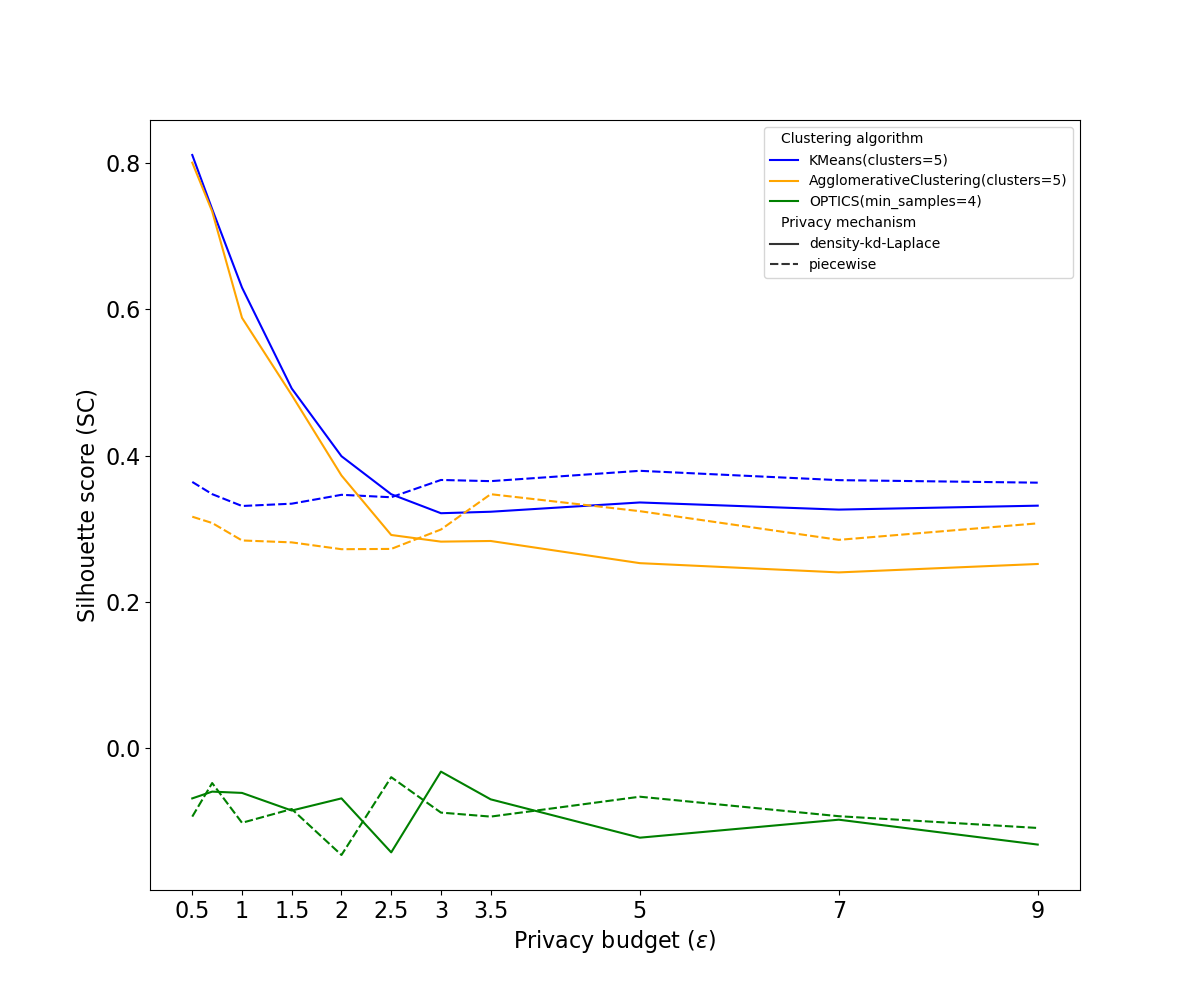 Clustering algorithm
KMeans(clusters=5)
AgglomerativeClustering(clusters=5)
OPTICS(min_samples=4)
Privacy mechanism
density-kd-Laplace
piecewise
Silhouette score (SC)
0.8
0.6
0.4
0.2
0.0
0.5 1 1.5 2 2.5 3 3.5 5 7 9
Privacy budget (ε)